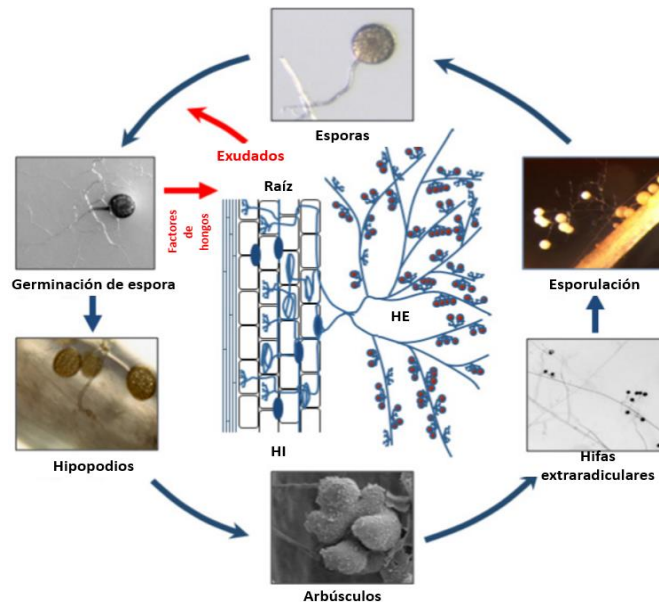 Esporas
Exudados
Raíz
Factores
de
hongos
Germinación de espora
HE
Esporulación
Hipopodios
HI
Hifas
extraradiculares
Arbúsculos